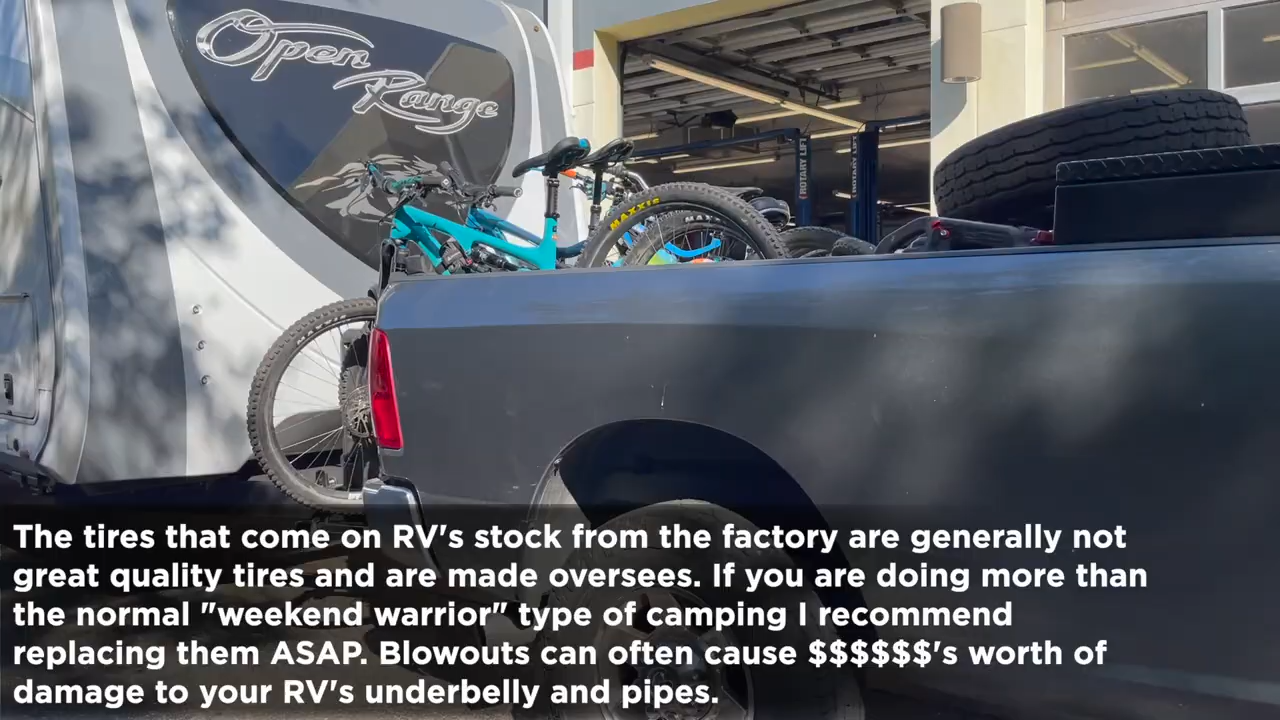 Open
Range
ROTARY LIFT
ROTARY LIFT
MAXXIS
The tires that come on RV's stock from the factory are generally not
great quality tires and are made oversees. If you are doing more than
the normal "weekend warrior" type of camping I recommend
replacing them ASAP. Blowouts can often cause $$$$$$'s worth of
damage to your RV's underbelly and pipes.